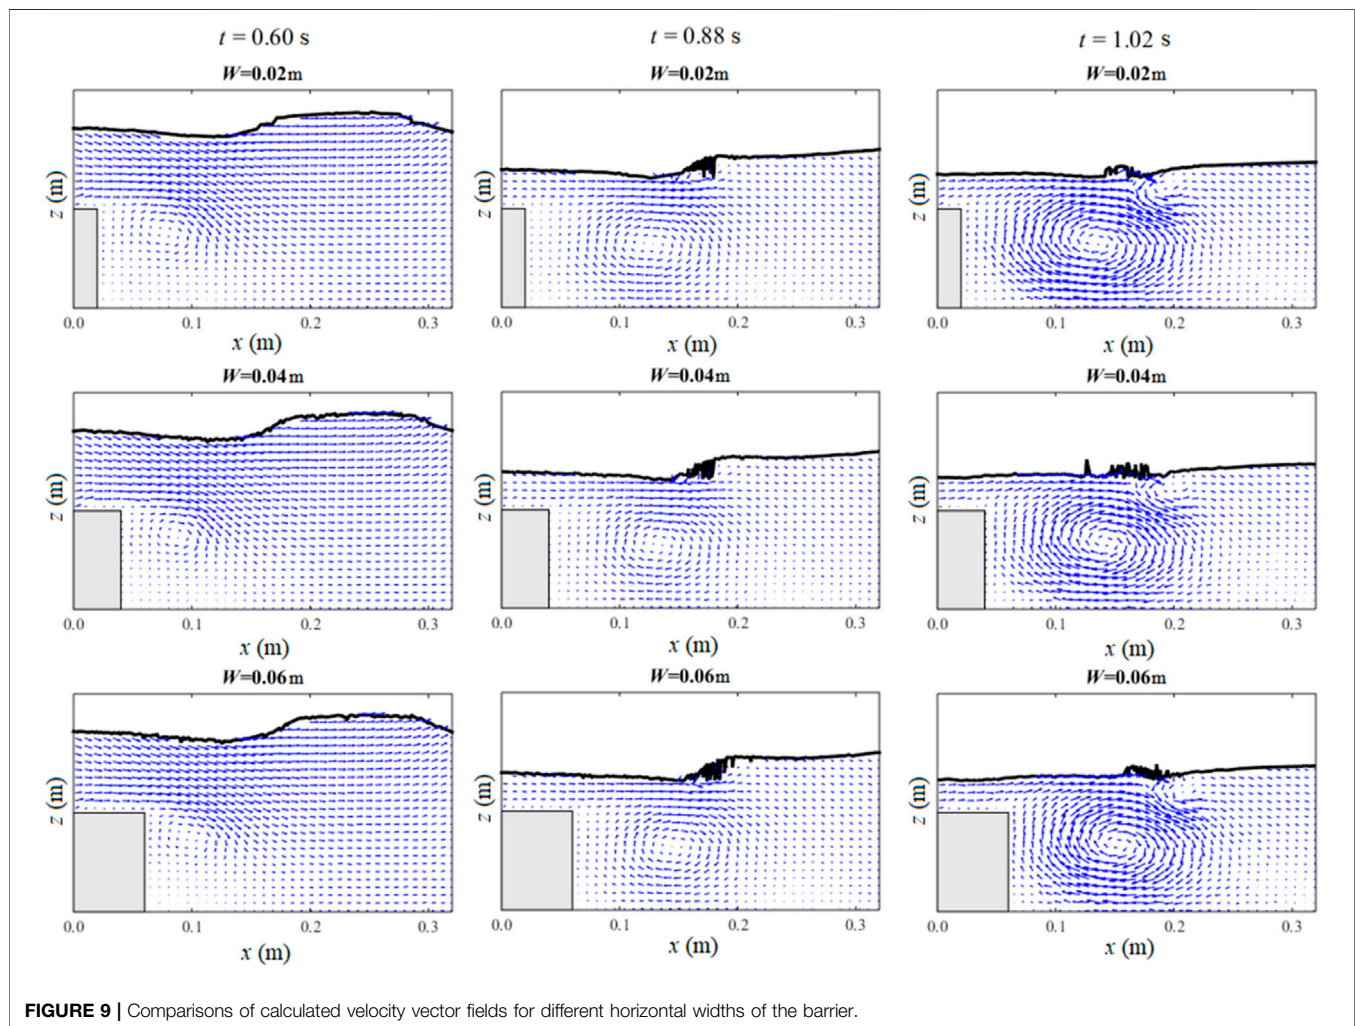 t = 0.60 s t = 0.88 s t = 1.02 s
W=0.02m W=0.02m W=0.02m
z (m) z (m) z (m)
0.0 0.1 0.2 0.3 0.0 0.1 0.2 0.3 0.0 0.1 0.2 0.3
x (m) x (m) x (m)
W=0.04m W=0.04m W=0.04m
z (m) z (m) z (m)
0.0 0.1 0.2 0.3 0.0 0.1 0.2 0.3 0.0 0.1 0.2 0.3
x (m) x (m) x (m)
W=0.06m W=0.06m W=0.06m
z (m) z (m) z (m)
0.0 0.1 0.2 0.3 0.0 0.1 0.2 0.3 0.0 0.1 0.2 0.3
x (m) x (m) x (m)
FIGURE 9 | Comparisons of calculated velocity vector fields for different horizontal widths of the barrier.